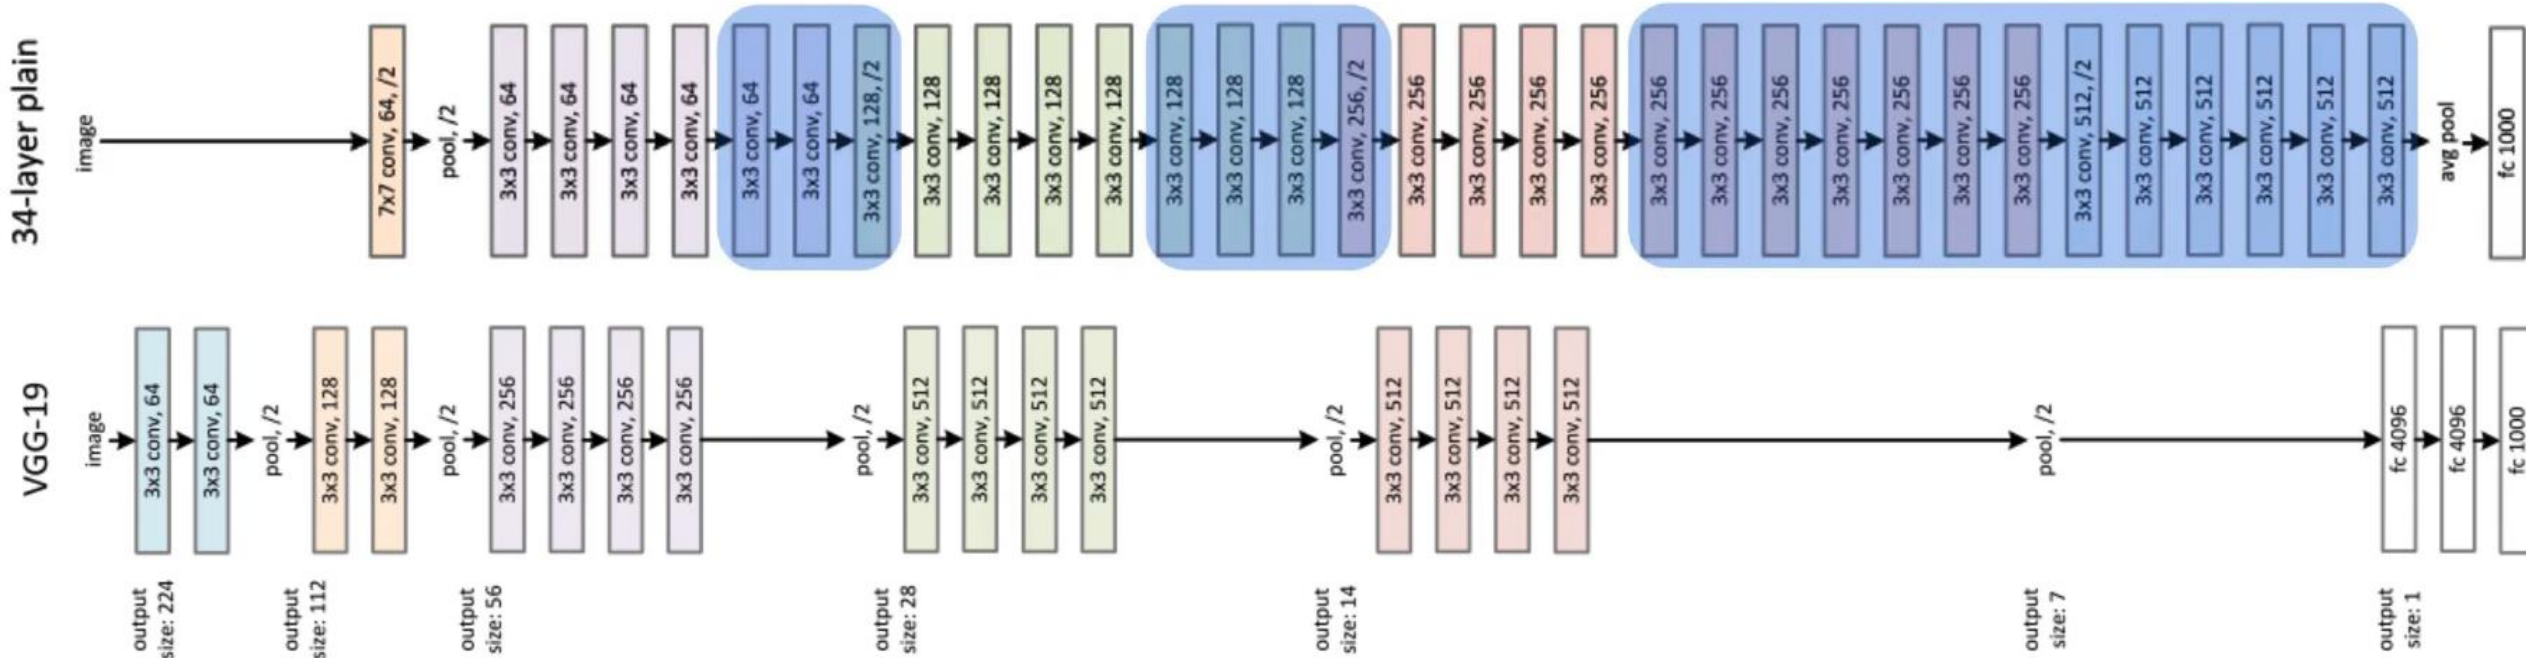 34-layer plain
image
7x7 conv, 64, /2
pool, /2
3x3 conv, 64
3x3 conv, 64
3x3 conv, 64
3x3 conv, 64
3x3 conv, 64
3x3 conv, 64
3x3 conv, 128, /2
3x3 conv, 128
3x3 conv, 128
3x3 conv, 128
3x3 conv, 128
3x3 conv, 128
3x3 conv, 128
3x3 conv, 128
3x3 conv, 256, /2
3x3 conv, 256
3x3 conv, 256
3x3 conv, 256
3x3 conv, 256
3x3 conv, 256
3x3 conv, 256
3x3 conv, 256
3x3 conv, 256
3x3 conv, 256
3x3 conv, 256
3x3 conv, 256
3x3 conv, 512, /2
3x3 conv, 512
3x3 conv, 512
3x3 conv, 512
3x3 conv, 512
3x3 conv, 512
avg pool
fc 1000
VGG-19
image
3x3 conv, 64
3x3 conv, 64
pool, /2
3x3 conv, 128
3x3 conv, 128
pool, /2
3x3 conv, 256
3x3 conv, 256
3x3 conv, 256
3x3 conv, 256
pool, /2
3x3 conv, 512
3x3 conv, 512
3x3 conv, 512
3x3 conv, 512
pool, /2
3x3 conv, 512
3x3 conv, 512
3x3 conv, 512
3x3 conv, 512
pool, /2
fc 4096
fc 4096
fc 1000
output
size: 224
output
size: 112
output
size: 56
output
size: 28
output
size: 14
output
size: 7
output
size: 1